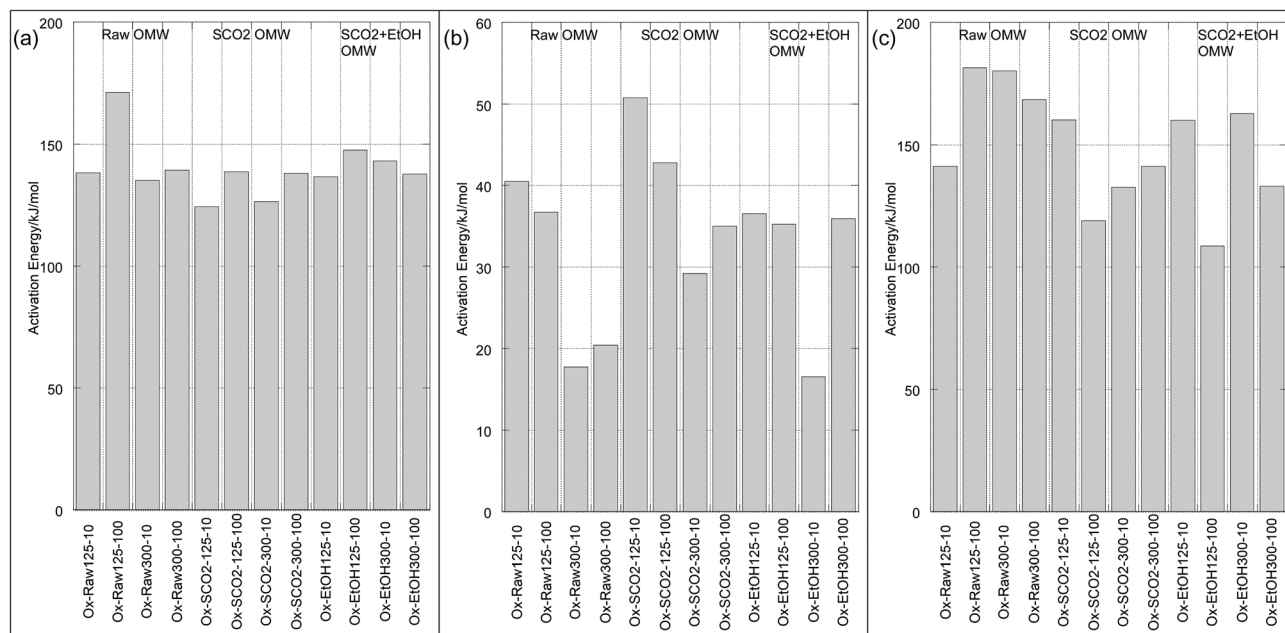 (a)
Raw OMW
SCO2 OMW
SCO2+EtOH
OMW
Activation Energy/kJ/mol
200
150
100
50
0
Ox-Raw125-10
Ox-Raw125-100
Ox-Raw300-10
Ox-Raw300-100
Ox-SCO2-125-10
Ox-SCO2-125-100
Ox-SCO2-300-10
Ox-SCO2-300-100
Ox-EtOH125-10
Ox-EtOH125-100
Ox-EtOH300-10
Ox-EtOH300-100
(b)
Raw OMW
SCO2 OMW
SCO2+EtOH
OMW
Activation Energy/kJ/mol
60
50
40
30
20
10
0
Ox-Raw125-10
Ox-Raw125-100
Ox-Raw300-10
Ox-Raw300-100
Ox-SCO2-125-10
Ox-SCO2-125-100
Ox-SCO2-300-10
Ox-SCO2-300-100
Ox-EtOH125-10
Ox-EtOH125-100
Ox-EtOH300-10
Ox-EtOH300-100
(c)
Raw OMW
SCO2 OMW
SCO2+EtOH
OMW
Activation Energy/kJ/mol
200
150
100
50
0
Ox-Raw125-10
Ox-Raw125-100
Ox-Raw300-10
Ox-Raw300-100
Ox-SCO2-125-10
Ox-SCO2-125-100
Ox-SCO2-300-10
Ox-SCO2-300-100
Ox-EtOH125-10
Ox-EtOH125-100
Ox-EtOH300-10
Ox-EtOH300-100